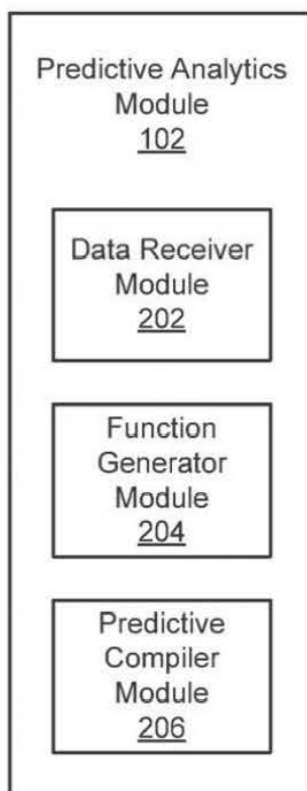 Predictive Analytics
Module
102
Data Receiver
Module
202
Function
Generator
Module
204
Predictive
Compiler
Module
206